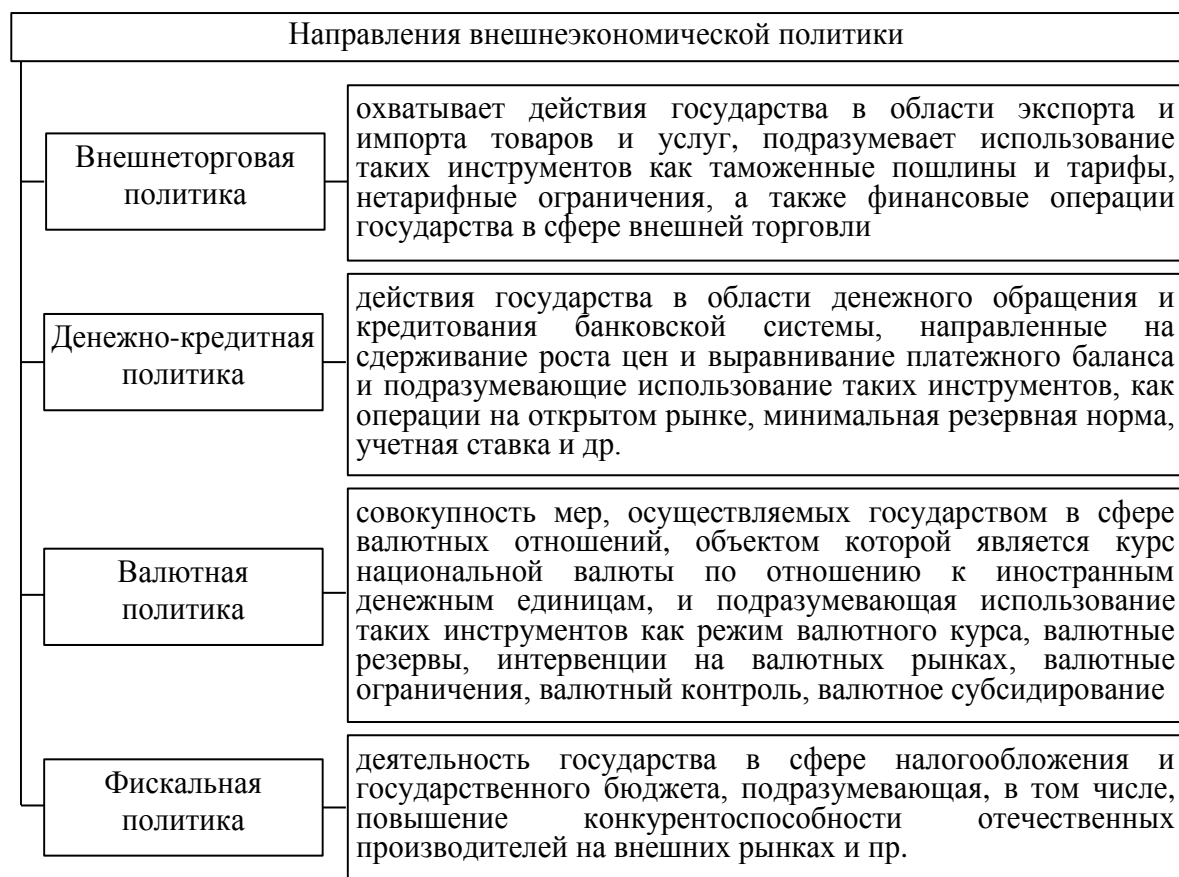 Направления внешнеэкономической политики
Внешнеторговая
политика
охватывает действия государства в области экспорта и
импорта товаров и услуг, подразумевает использование
таких инструментов как таможенные пошлины и тарифы,
нетарифные ограничения, а также финансовые операции
государства в сфере внешней торговли
Денежно-кредитная
политика
действия государства в области денежного обращения и
кредитования банковской системы, направленные на
сдерживание роста цен и выравнивание платежного баланса
и подразумевающие использование таких инструментов, как
операции на открытом рынке, минимальная резервная норма,
учетная ставка и др.
Валютная
политика
совокупность мер, осуществляемых государством в сфере
валютных отношений, объектом которой является курс
национальной валюты по отношению к иностранным
денежным единицам, и подразумевающая использование
таких инструментов как режим валютного курса, валютные
резервы, интервенции на валютных рынках, валютные
ограничения, валютный контроль, валютное субсидирование
Фискальная
политика
деятельность государства в сфере налогообложения и
государственного бюджета, подразумевающая, в том числе,
повышение конкурентоспособности отечественных
производителей на внешних рынках и пр.